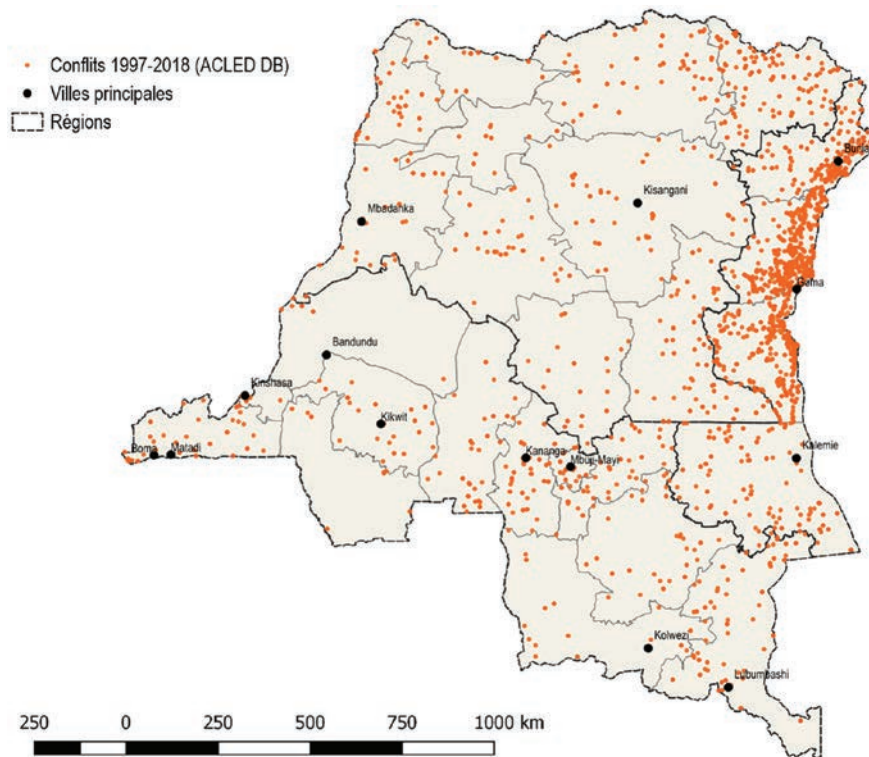 Conflits 1997-2018 (ACLED DB)
Villes principales
Régions
Bunia
Kisangani
Mbadanka
Goma
Bandundu
Kinshasa
Kikwit
Boma
Matadi
Kananga
Mbuji-Mayi
Kalemie
Kolwezi
Lubumbashi
250 0 250 500 750 1000 km